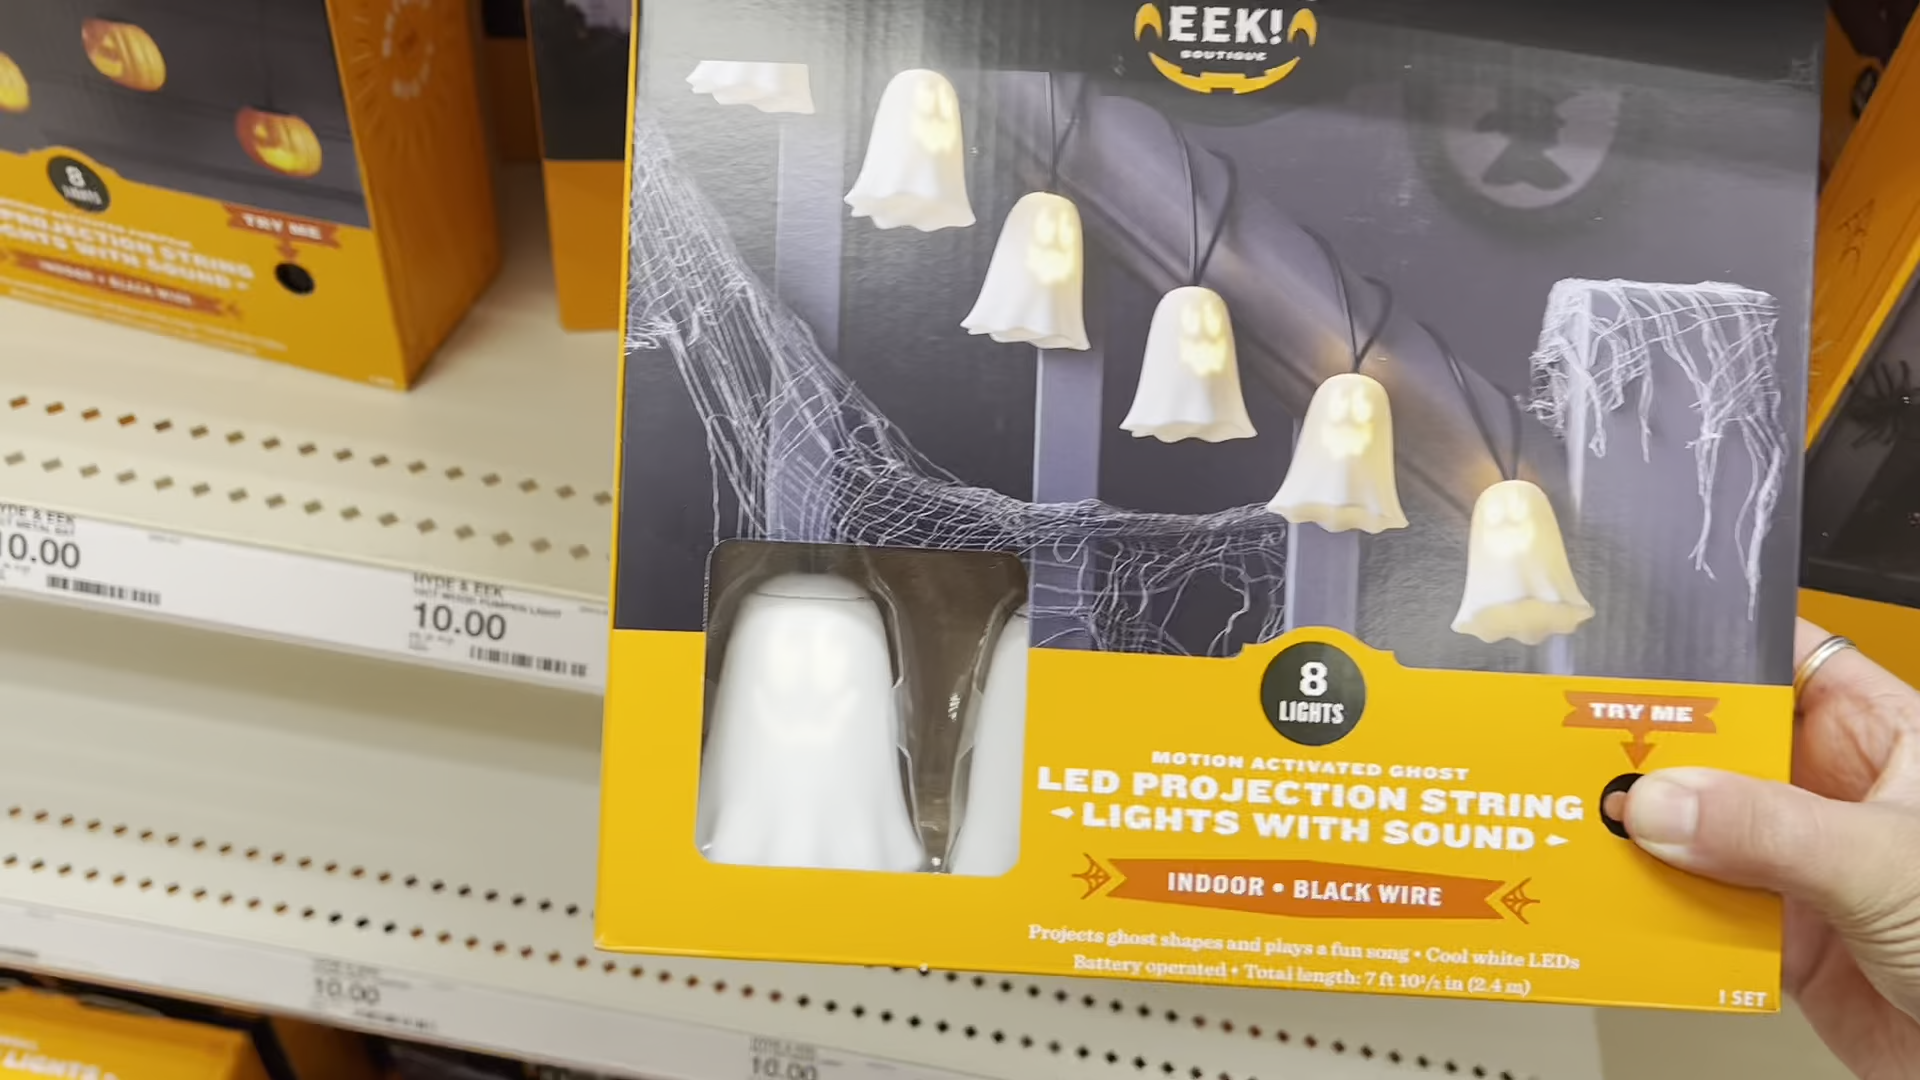 EEK!
BOUTIQUE
8
LIGHTS
TRY ME
MOTION ACTIVATED GHOST
LED PROJECTION STRING
LIGHTS WITH SOUND
INDOOR • BLACK WIRE
Projects ghost shapes and plays a fun song • Cool white LEDs
Battery operated • Total length: 7 ft 10½ in (2.4 m)
1 SET
8
LIGHTS
TRY ME
PROJECTION STRING
LIGHTS WITH SOUND
INDOOR • BLACK WIRE
HYDE & EEK
10.00
HYDE & EEK
10.00
10.00
10.00
LIGHTS